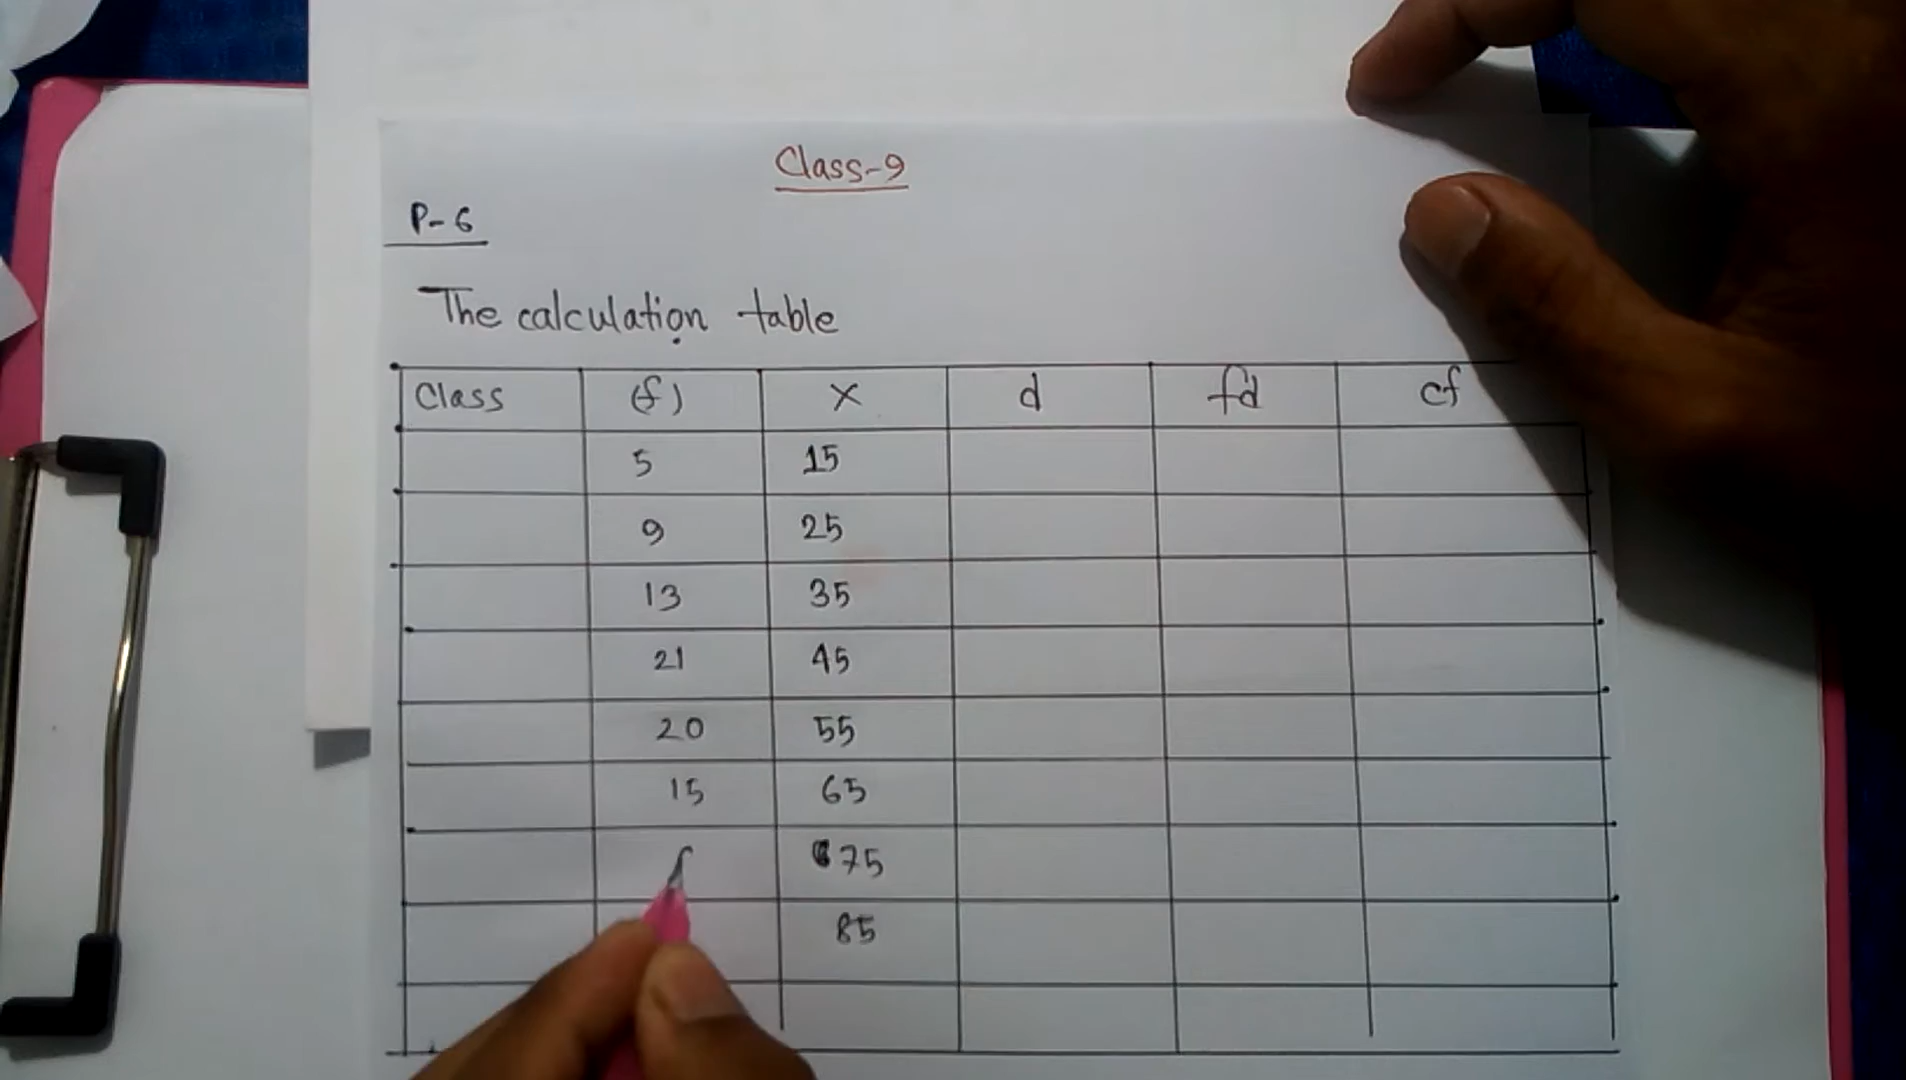 Class-9
P-6
The calculation table
Class (f) x d fd cf
5 15
9 25
13 35
21 45
20 55
15 65
75
85